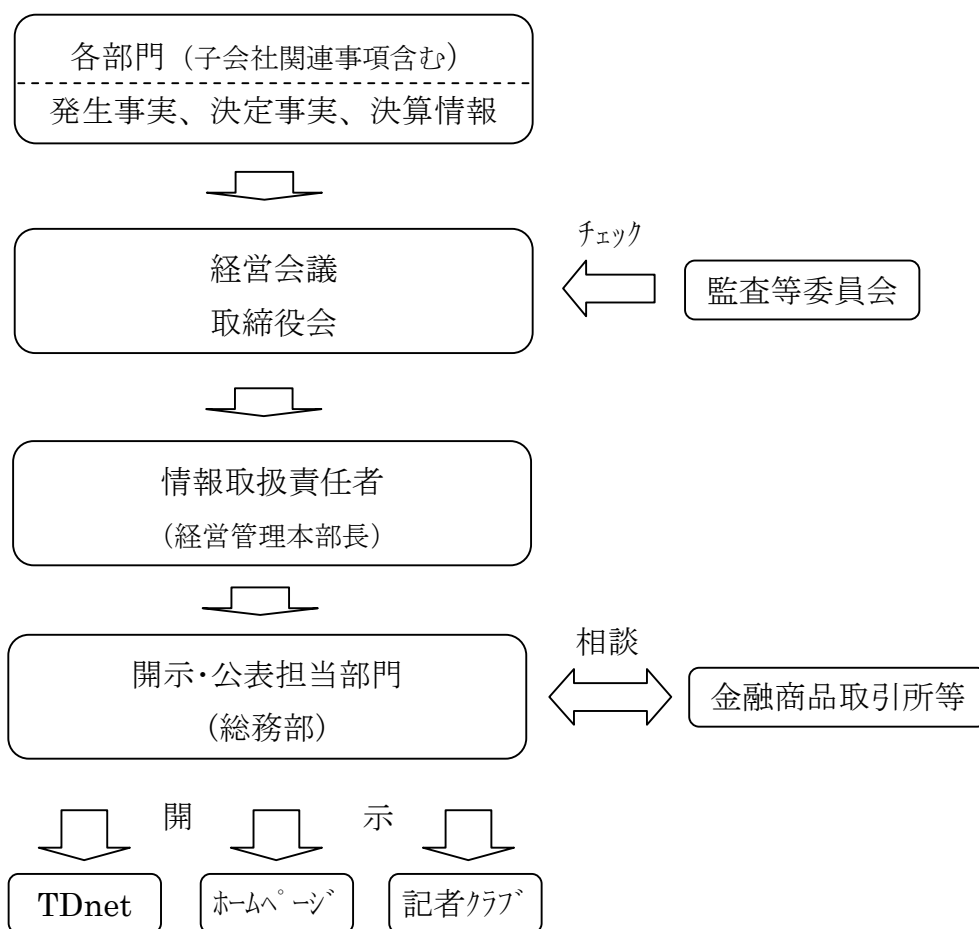 各部門（子会社関連事項含む）
発生事実、決定事実、決算情報
経営会議
取締役会
チェック
監査等委員会
情報取扱責任者
（経営管理本部長）
開示・公表担当部門
（総務部）
相談
金融商品取引所等
開　示
TDnet
ﾎｰﾑﾍﾟｰｼﾞ
記者ｸﾗﾌﾞ